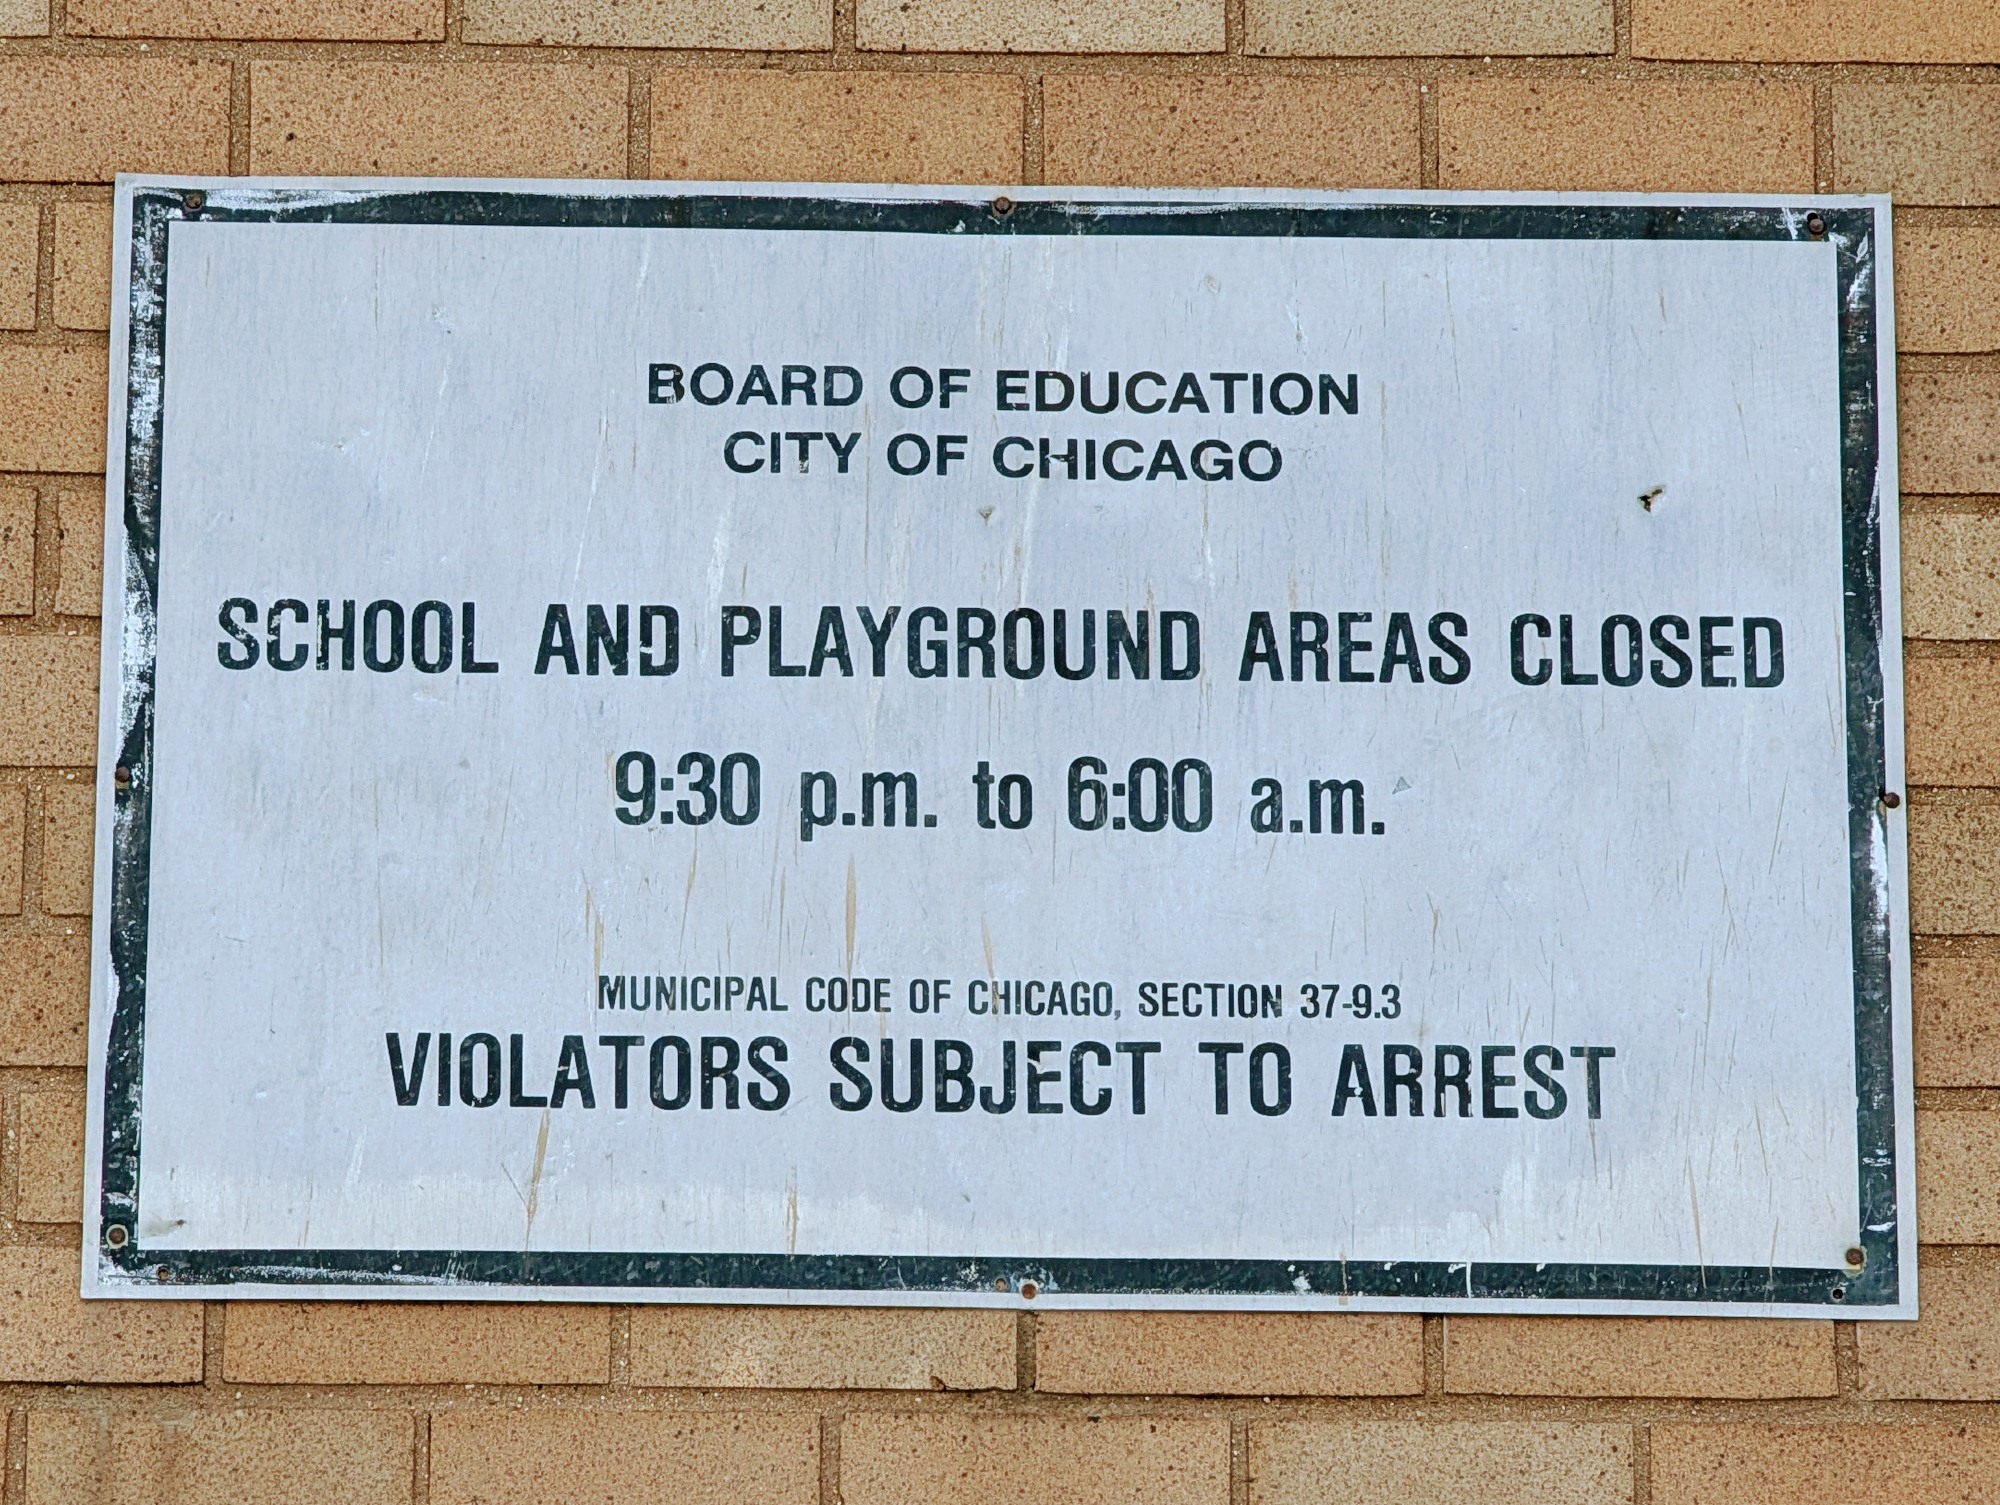 BOARD OF EDUCATION
CITY OF CHICAGO
SCHOOL AND PLAYGROUND AREAS CLOSED
9:30 p.m. to 6:00 a.m.
MUNICIPAL CODE OF CHICAGO, SECTION 37-9.3
VIOLATORS SUBJECT TO ARREST